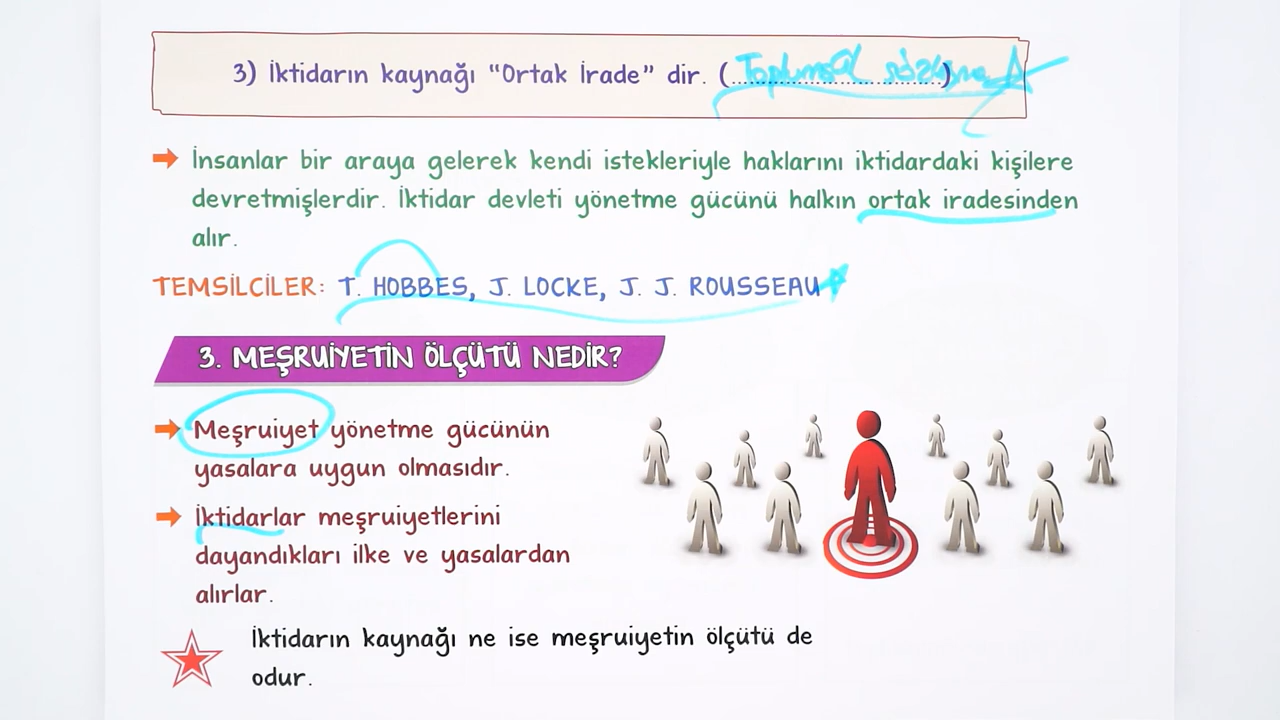 3) İktidarın kaynağı “Ortak İrade” dir. (Toplumsal sözleşme)
➡ İnsanlar bir araya gelerek kendi istekleriyle haklarını iktidardaki kişilere
devretmişlerdir. İktidar devleti yönetme gücünü halkın ortak iradesinden
alır.
TEMSİLCİLER: T. HOBBES, J. LOCKE, J. J. ROUSSEAU
3. MEŞRUİYETİN ÖLÇÜTÜ NEDİR?
➡ Meşruiyet yönetme gücünün
yasalara uygun olmasıdır.
➡ İktidarlar meşruiyetlerini
dayandıkları ilke ve yasalardan
alırlar.
İktidarın kaynağı ne ise meşruiyetin ölçütü de
odur.